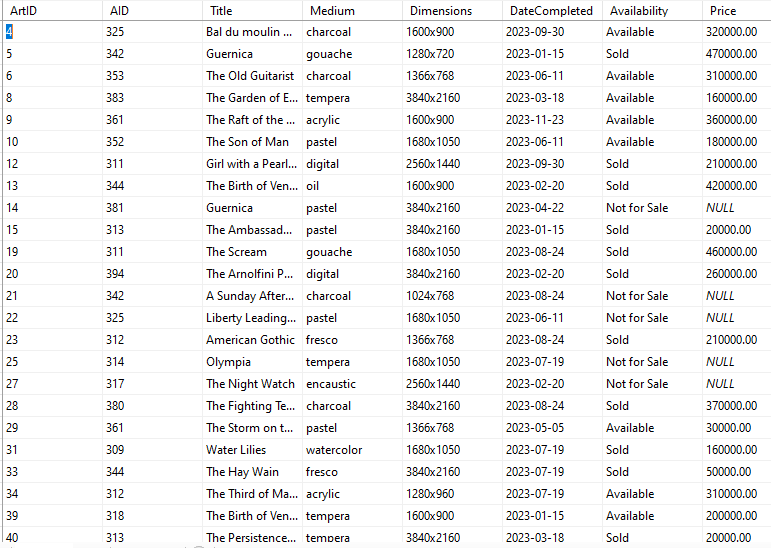 ArtID AID Title Medium Dimensions DateCompleted Availability Price
4 325 Bal du moulin ... charcoal 1600x900 2023-09-30 Available 320000.00
5 342 Guernica gouache 1280x720 2023-01-15 Sold 470000.00
6 353 The Old Guitarist charcoal 1366x768 2023-06-11 Available 310000.00
8 383 The Garden of E... tempera 3840x2160 2023-03-18 Available 160000.00
9 361 The Raft of the ... acrylic 1600x900 2023-11-23 Available 360000.00
10 352 The Son of Man pastel 1680x1050 2023-06-11 Available 180000.00
12 311 Girl with a Pearl... digital 2560x1440 2023-09-30 Sold 210000.00
13 344 The Birth of Ven... oil 1600x900 2023-02-20 Sold 420000.00
14 381 Guernica pastel 3840x2160 2023-04-22 Not for Sale NULL
15 313 The Ambassad... pastel 3840x2160 2023-01-15 Sold 20000.00
19 311 The Scream gouache 1680x1050 2023-08-24 Sold 460000.00
20 394 The Arnolfini P... digital 3840x2160 2023-02-20 Sold 260000.00
21 342 A Sunday After... charcoal 1024x768 2023-08-24 Not for Sale NULL
22 325 Liberty Leading... pastel 1680x1050 2023-06-11 Not for Sale NULL
23 312 American Gothic fresco 1366x768 2023-08-24 Sold 210000.00
25 314 Olympia tempera 1680x1050 2023-07-19 Not for Sale NULL
27 317 The Night Watch encaustic 2560x1440 2023-02-20 Not for Sale NULL
28 380 The Fighting Te... charcoal 3840x2160 2023-08-24 Sold 370000.00
29 361 The Storm on t... pastel 1366x768 2023-05-05 Available 30000.00
31 309 Water Lilies watercolor 1680x1050 2023-07-19 Sold 160000.00
33 344 The Hay Wain fresco 3840x2160 2023-07-19 Sold 50000.00
34 312 The Third of Ma... acrylic 1280x960 2023-07-19 Available 310000.00
39 318 The Birth of Ven... tempera 1600x900 2023-01-15 Available 200000.00
40 313 The Persistence... tempera 3840x2160 2023-03-18 Sold 20000.00